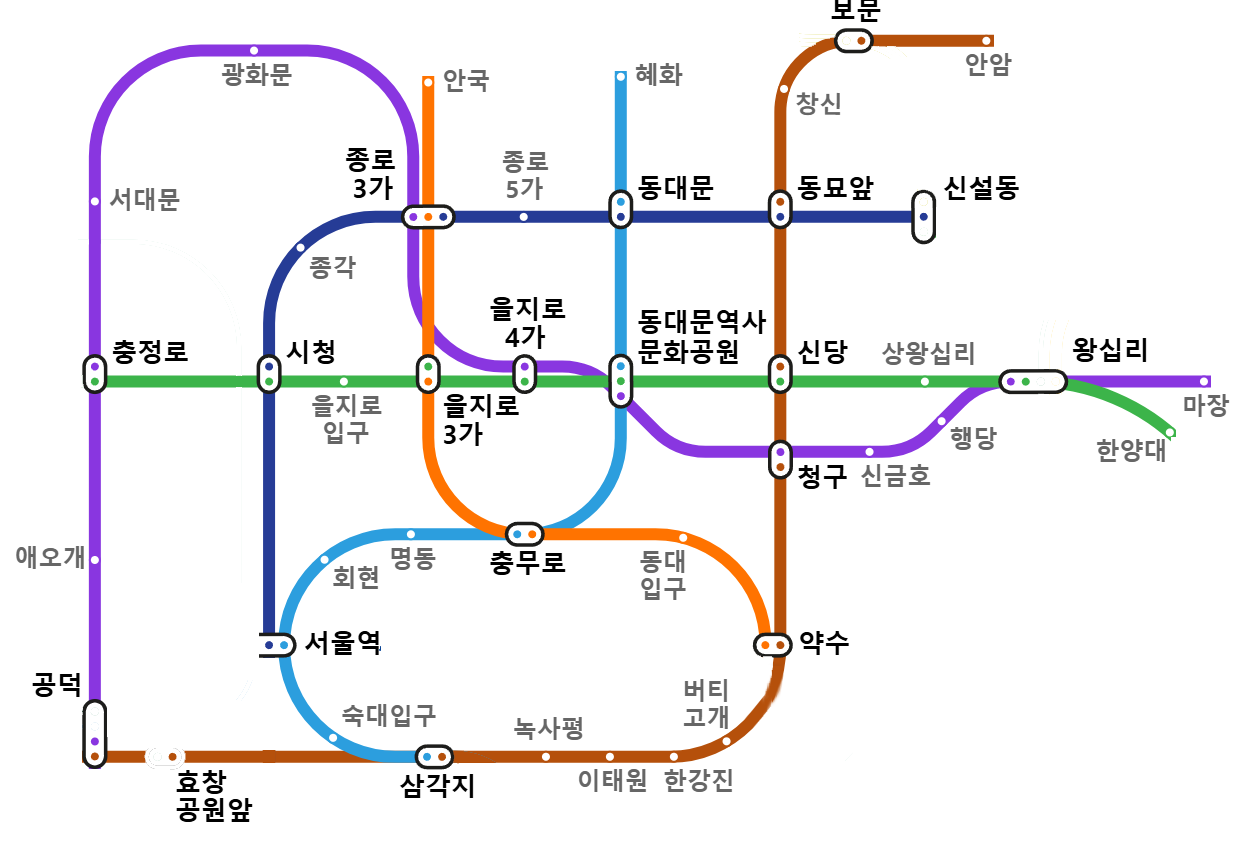 보문
안암
광화문
안국
혜화
창신
종로
3가
종로
5가
동대문
동묘앞
신설동
서대문
종각
을지로
4가
동대문역사
문화공원
충정로
시청
신당
상왕십리
왕십리
을지로
입구
을지로
3가
마장
행당
한양대
청구
신금호
애오개
명동
회현
충무로
동대
입구
서울역
약수
공덕
숙대입구
녹사평
버티
고개
효창
공원앞
삼각지
이태원
한강진